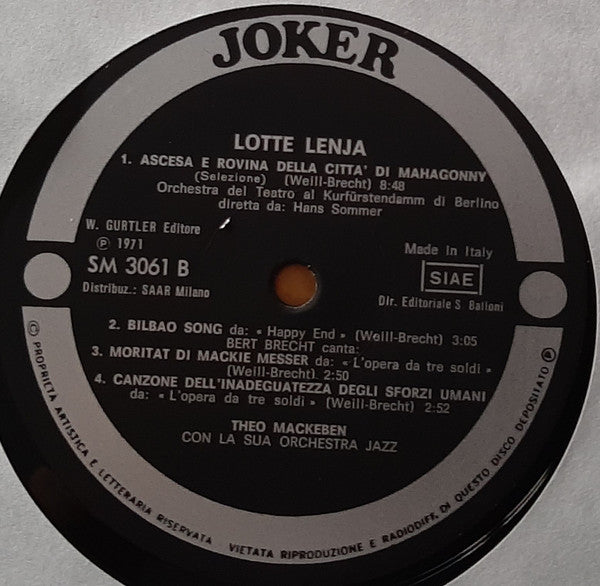 JOKER
LOTTE LENJA
1. ASCESA E ROVINA DELLA CITTA' DI MAHAGONNY
(Selezione) (Weill-Brecht) 8:48
Orchestra del Teatro al Kurfürstendamm di Berlino
diretta da: Hans Sommer
W. GURTLER Editore
Ⓟ 1971
SM 3061 B
Distribuz.: SAAR Milano
Made in Italy
SIAE
Dir. Editoriale S. Balloni
2. BILBAO SONG da: « Happy End » (Weill-Brecht) 3:05
BERT BRECHT canta:
3. MORITAT DI MACKIE MESSER da: « L'opera da tre soldi »
(Weill-Brecht) 2:50
4. CANZONE DELL'INADEGUATEZZA DEGLI SFORZI UMANI
da: « L'opera da tre soldi » (Weill-Brecht) 2:52
THEO MACKEBEN
CON LA SUA ORCHESTRA JAZZ
© PROPRIETA ARTISTICA E LETTERARIA RISERVATA VIETATA RIPRODUZIONE E RADIODIFF. DI QUESTO DISCO DEPOSITATO